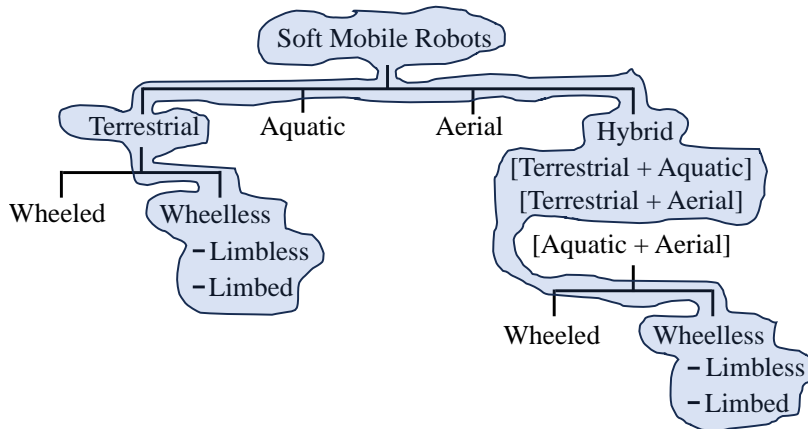 Soft Mobile Robots
Terrestrial
Aquatic
Aerial
Hybrid
[Terrestrial + Aquatic]
[Terrestrial + Aerial]
[Aquatic + Aerial]
Wheeled
Wheelless
- Limbless
- Limbed
Wheeled
Wheelless
- Limbless
- Limbed